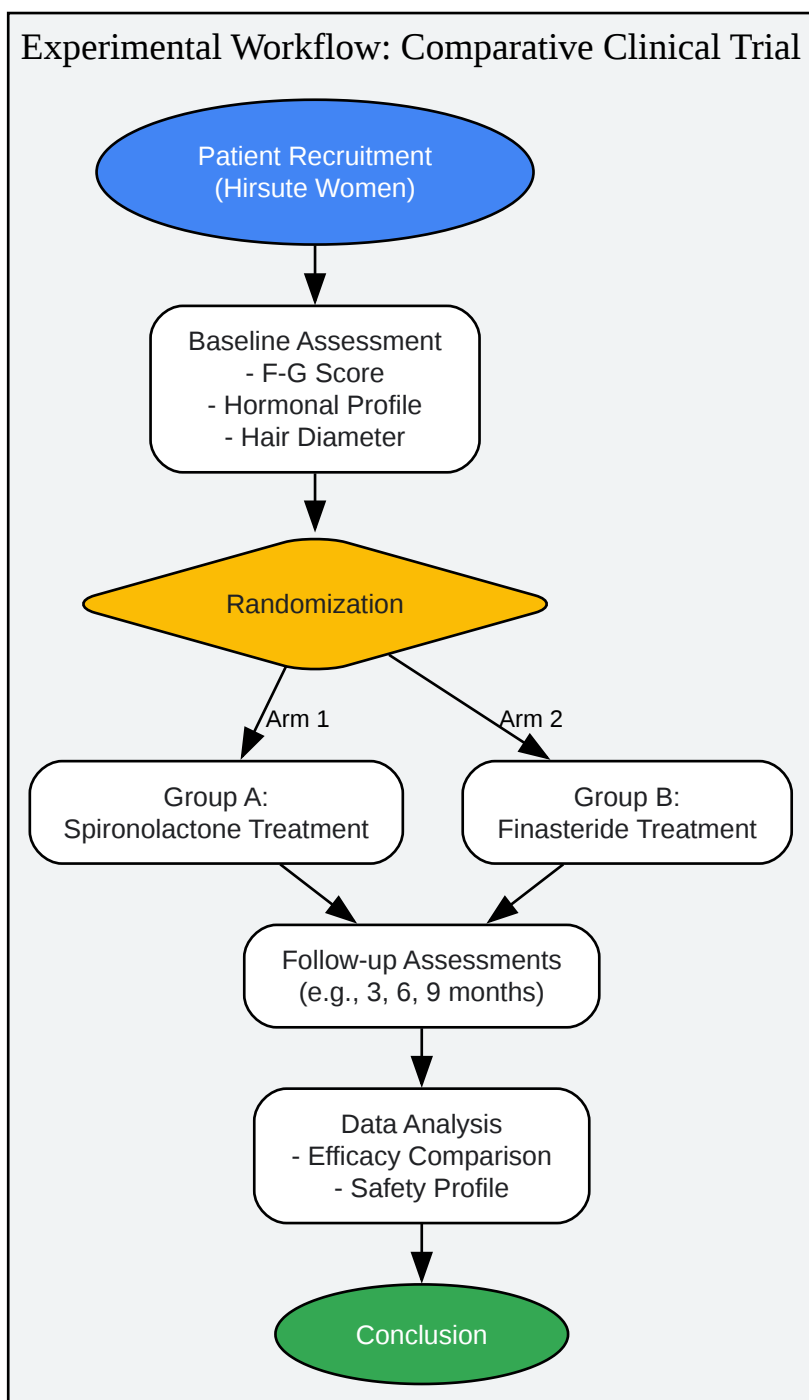 Experimental Workflow: Comparative Clinical Trial
Patient Recruitment
(Hirsute Women)
Baseline Assessment
- F-G Score
- Hormonal Profile
- Hair Diameter
Randomization
Arm 1
Arm 2
Group A:
Spironolactone Treatment
Group B:
Finasteride Treatment
Follow-up Assessments
(e.g., 3, 6, 9 months)
Data Analysis
- Efficacy Comparison
- Safety Profile
Conclusion